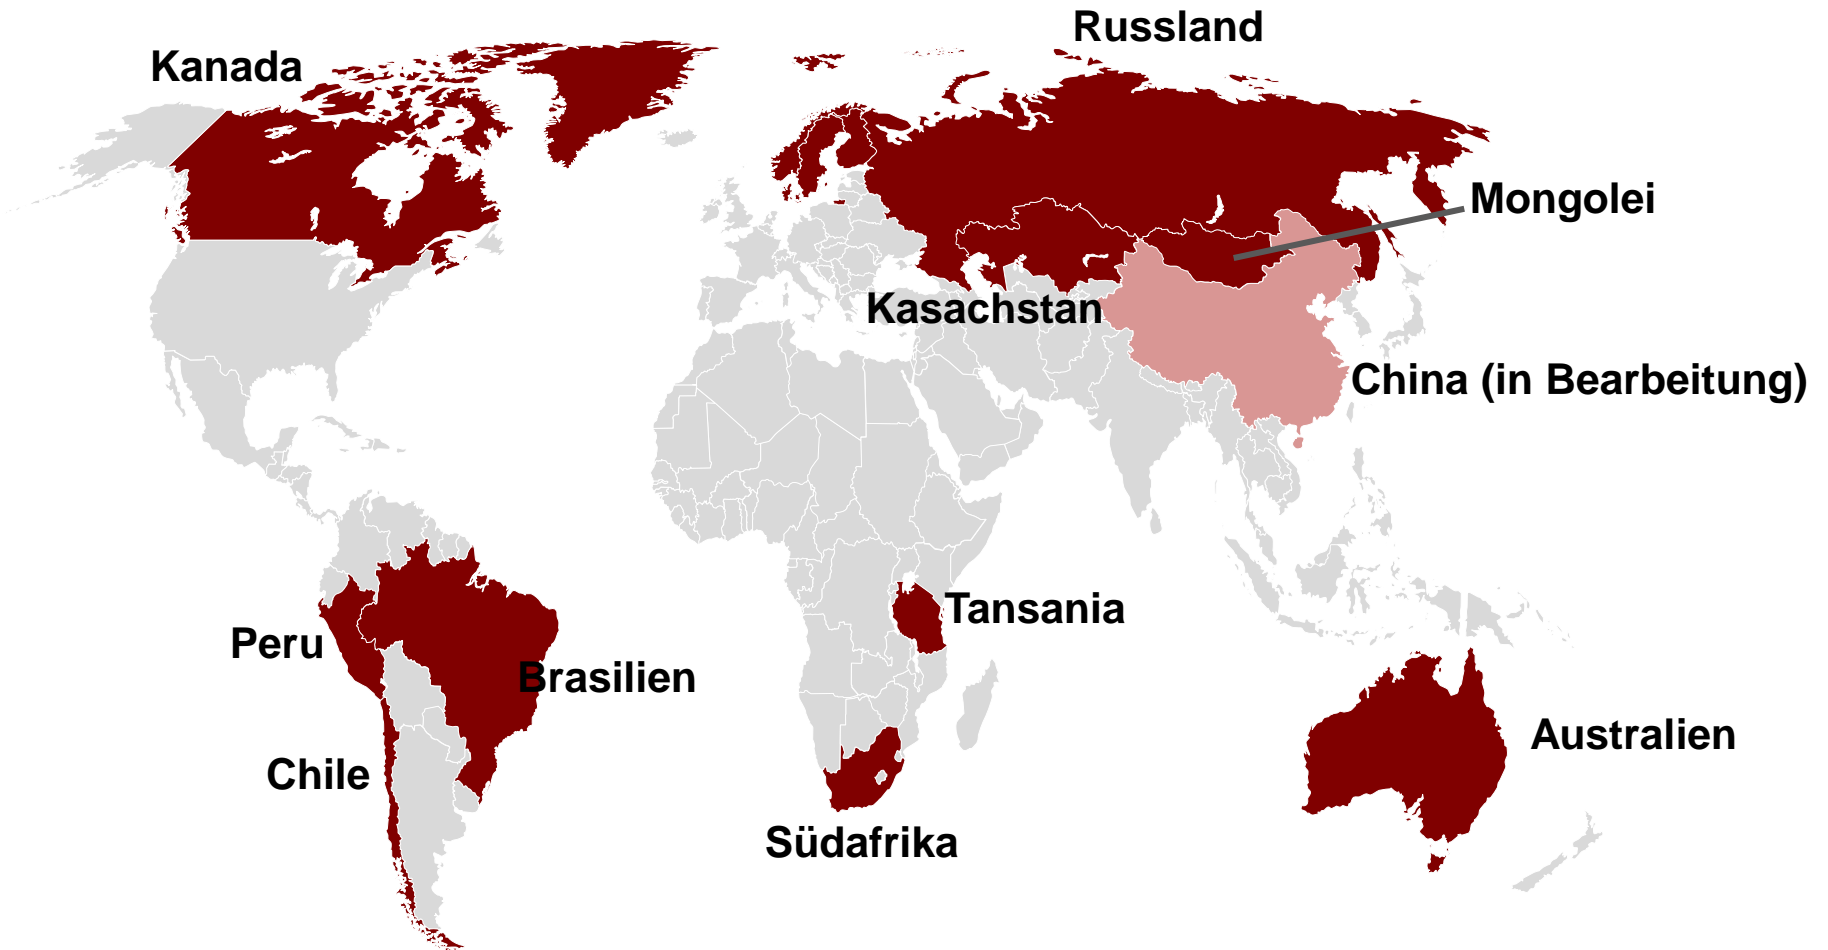 Russland
Kanada
Mongolei
Kasachstan
China (in Bearbeitung)
Tansania
Peru
Brasilien
Australien
Chile
Südafrika